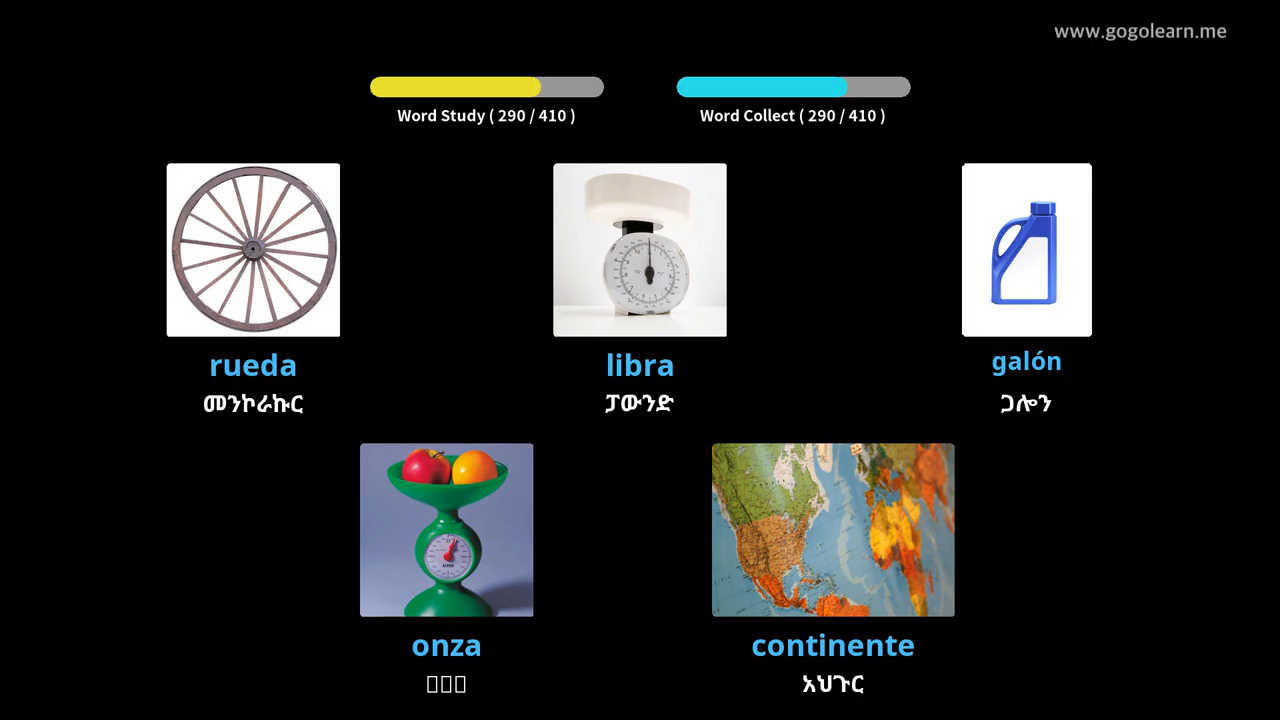 www.gogolearn.me
Word Study ( 290 / 410 )
Word Collect ( 290 / 410 )
rueda
መንኮራኩር
libra
ፓውንድ
galón
ጋሎን
onza
continente
አህጉር